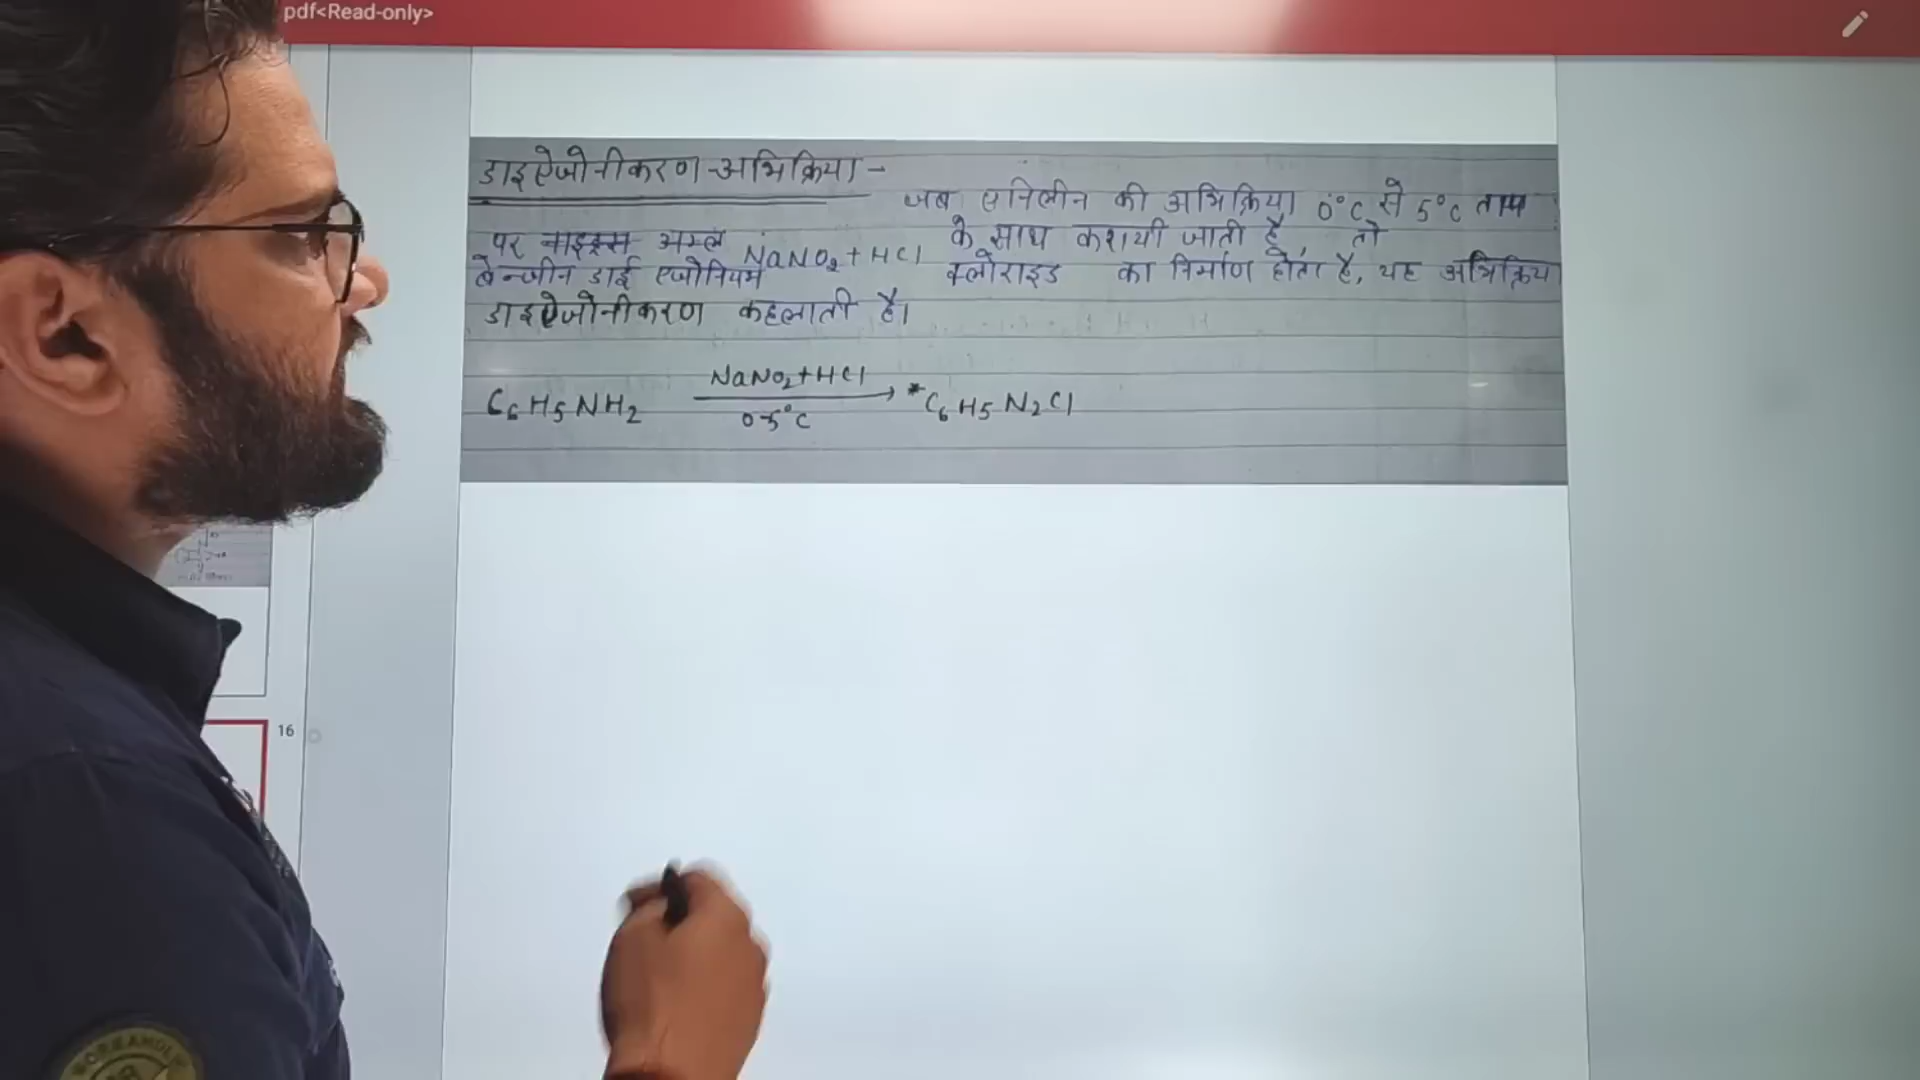 pdf<Read-only>
डाइऐजोनीकरण-अभिक्रिया -
जब एनिलीन की अभिक्रिया 0°C से 5°C ताप
पर नाइट्रस अम्ल NaNO₂+HCl के साथ करायी जाती है, तो
बेन्जीन डाई एजोनियम क्लोराइड का निर्माण होता है, यह अभिक्रिया
डाइऐजोनीकरण कहलाती है।
NaNO₂+HCl
C₆H₅NH₂ → *C₆H₅N₂Cl
0-5°C
16